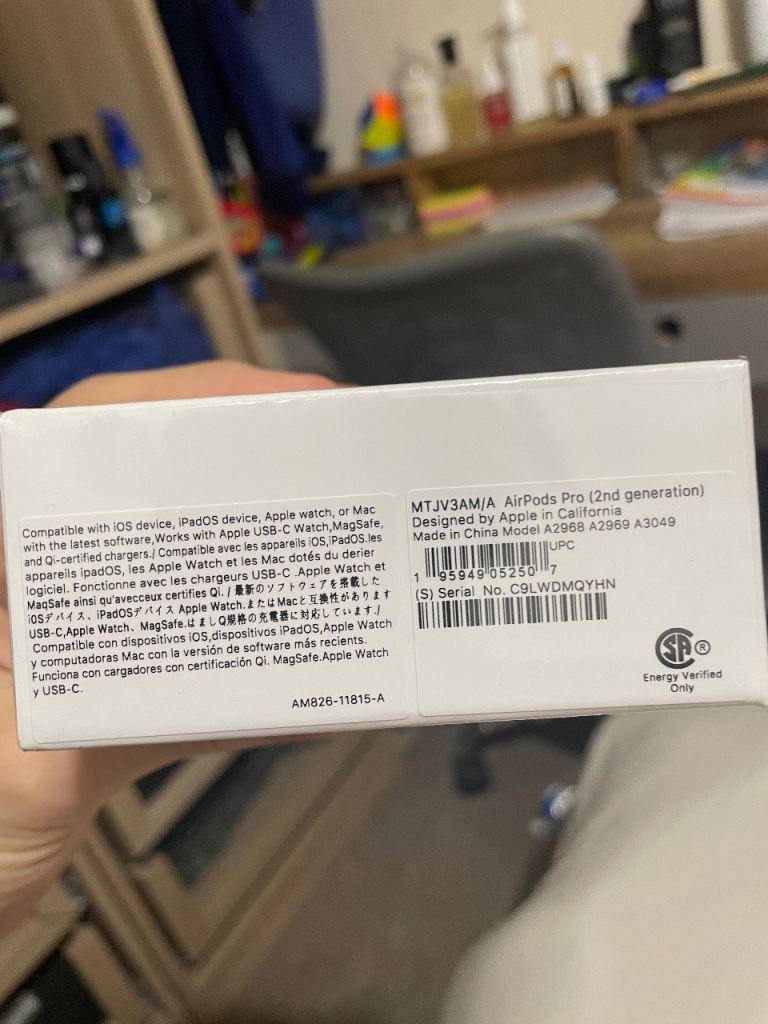 Compatible with iOS device, iPadOS device, Apple watch, or Mac
with the latest software,Works with Apple USB-C Watch,MagSafe,
and Qi-certified chargers./ Compatible avec les appareils iOS,iPadOS.les
appareils ipadOS, les Apple Watch et les Mac dotés du derier
logiciel. Fonctionne avec les chargeurs USB-C .Apple Watch et
MaqSafe ainsi qu'avecceux certifies Qi. / 最新のソフトウェアを搭載した
iOSデバイス、iPadOSデバイス Apple Watch.またはMacと互換性があります
USB-C,Apple Watch、MagSafe.はましQ規格の充電器に対応しています./
Compatible con dispositivos iOS,dispositivos iPadOS,Apple Watch
y computadoras Mac con la versión de software más recients.
Funciona con cargadores con certificación Qi. MagSafe.Apple Watch
y USB-C.
AM826-11815-A
MTJV3AM/A AirPods Pro (2nd generation)
Designed by Apple in California
Made in China Model A2968 A2969 A3049
UPC
1 95949 05250 7
(S) Serial No. C9LWDMQYHN
SA ®
Energy Verified
Only